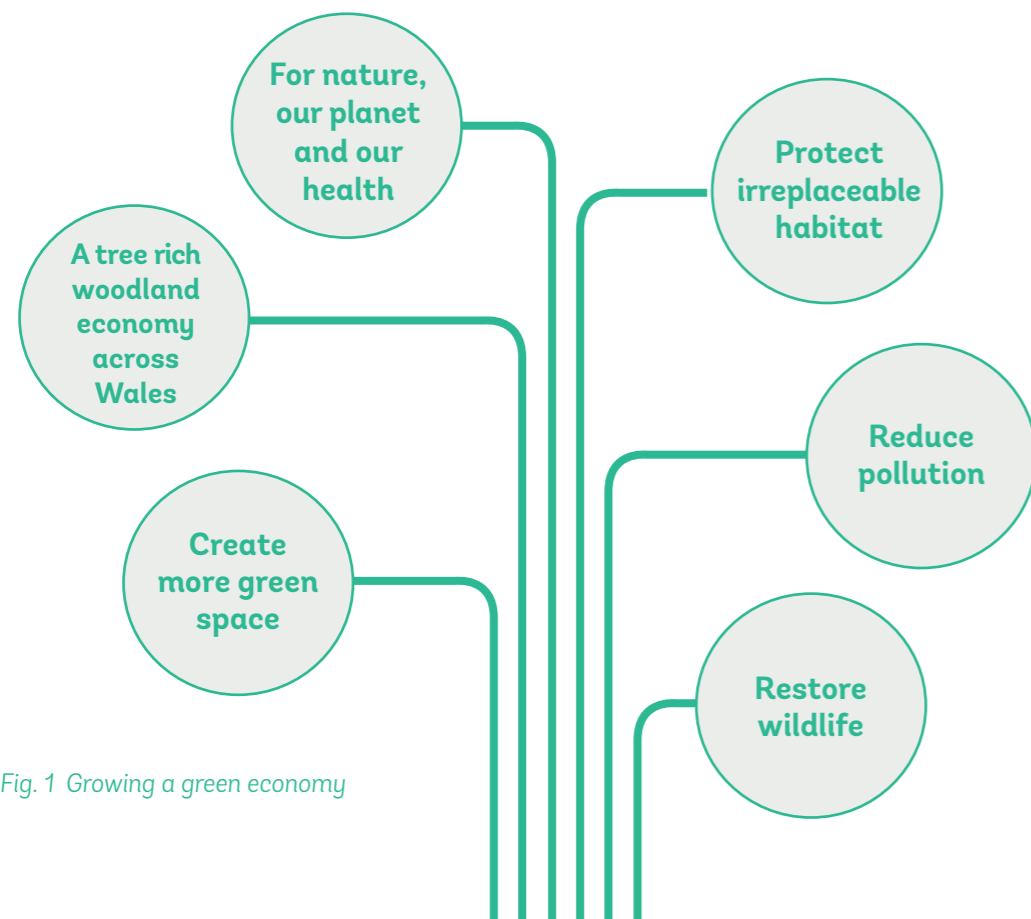 For nature,
our planet
and our
health
Protect
irreplaceable
habitat
A tree rich
woodland
economy
across
Wales
Reduce
pollution
Create
more green
space
Restore
wildlife
Fig. 1 Growing a green economy